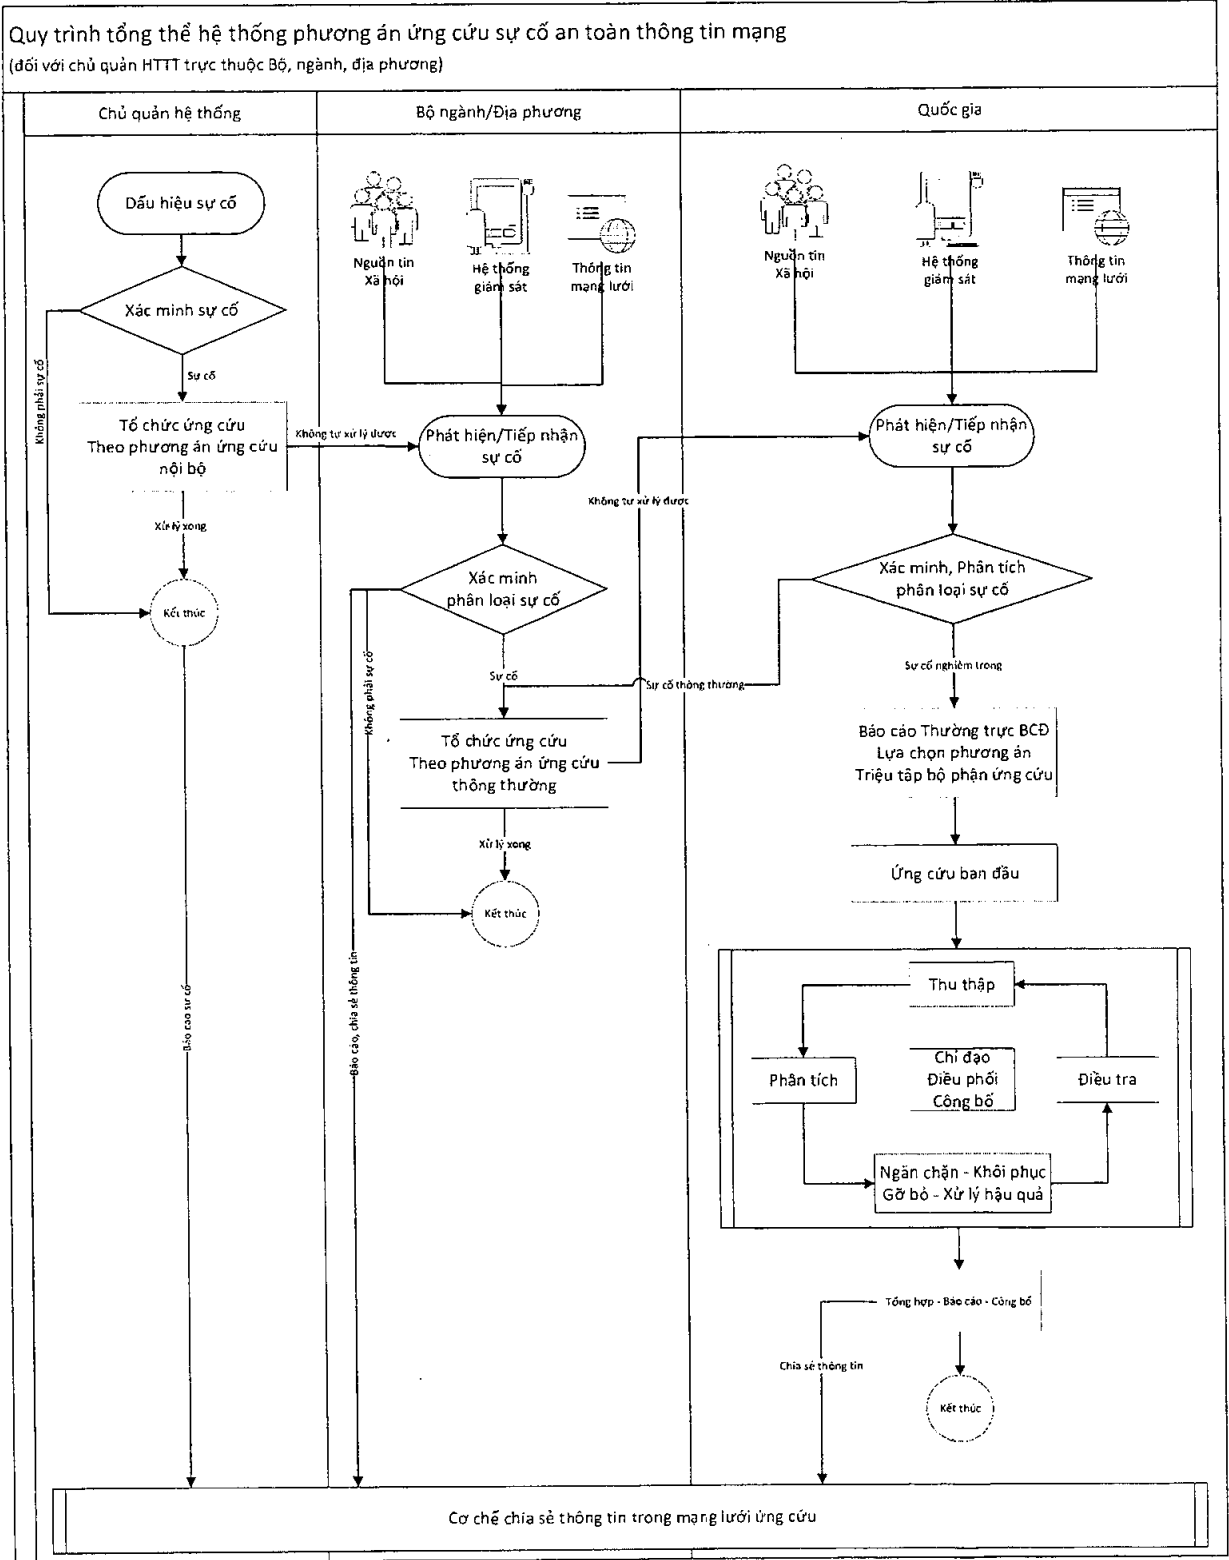 Quy trình tổng thể hệ thống phương án ứng cứu sự cố an toàn thông tin mạng
(đối với chủ quản HTTT trực thuộc Bộ, ngành, địa phương)
Chủ quản hệ thống
Bộ ngành/Địa phương
Quốc gia
Dấu hiệu sự cố
Xác minh sự cố
Không phải sự cố
Sự cố
Tổ chức ứng cứu
Theo phương án ứng cứu
nội bộ
Không tự xử lý được
Xử lý xong
Kết thúc
Báo cáo sự cố
Nguồn tin
Xã hội
Hệ thống
giám sát
Thông tin
mạng lưới
Phát hiện/Tiếp nhận
sự cố
Xác minh
phân loại sự cố
Không phải sự cố
Sự cố
Tổ chức ứng cứu
Theo phương án ứng cứu
thông thường
Không tự xử lý được
Xử lý xong
Kết thúc
Báo cáo, chia sẻ thông tin
Nguồn tin
Xã hội
Hệ thống
giám sát
Thông tin
mạng lưới
Phát hiện/Tiếp nhận
sự cố
Xác minh, Phân tích
phân loại sự cố
Sự cố thông thường
Sự cố nghiêm trong
Báo cáo Thường trực BCĐ
Lựa chọn phương án
Triệu tập bộ phận ứng cứu
Ứng cứu ban đầu
Thu thập
Phân tích
Chỉ đạo
Điều phối
Công bố
Điều tra
Ngăn chặn - Khôi phục
Gỡ bỏ - Xử lý hậu quả
Tổng hợp - Báo cáo - Công bố
Chia sẻ thông tin
Kết thúc
Cơ chế chia sẻ thông tin trong mạng lưới ứng cứu